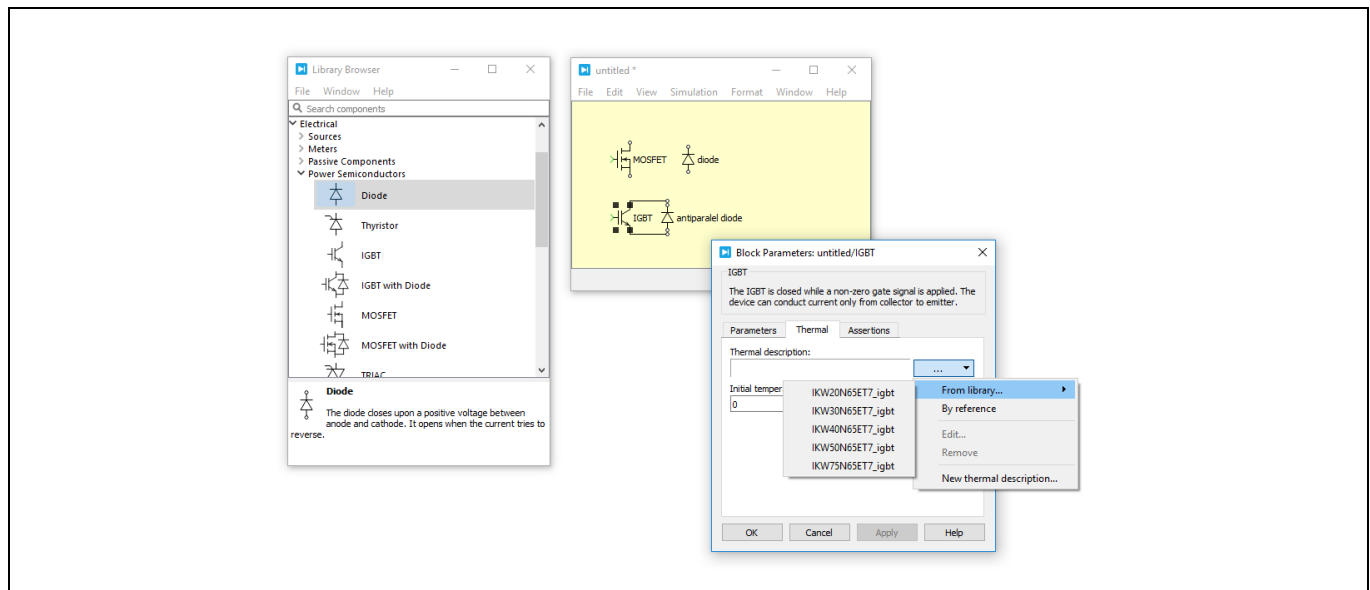 Library Browser
File Window Help
Search components
Electrical
Sources
Meters
Passive Components
Power Semiconductors
Diode
Thyristor
IGBT
IGBT with Diode
MOSFET
MOSFET with Diode
TRIAC
Diode
The diode closes upon a positive voltage between
anode and cathode. It opens when the current tries to
reverse.
untitled *
File Edit View Simulation Format Window Help
MOSFET diode
IGBT antiparalel diode
Block Parameters: untitled/IGBT
IGBT
The IGBT is closed while a non-zero gate signal is applied. The
device can conduct current only from collector to emitter.
Parameters Thermal Assertions
Thermal description:
...
Initial temper
0
IKW20N65ET7_igbt
IKW30N65ET7_igbt
IKW40N65ET7_igbt
IKW50N65ET7_igbt
IKW75N65ET7_igbt
From library...
By reference
Edit...
Remove
New thermal description...
OK Cancel Apply Help